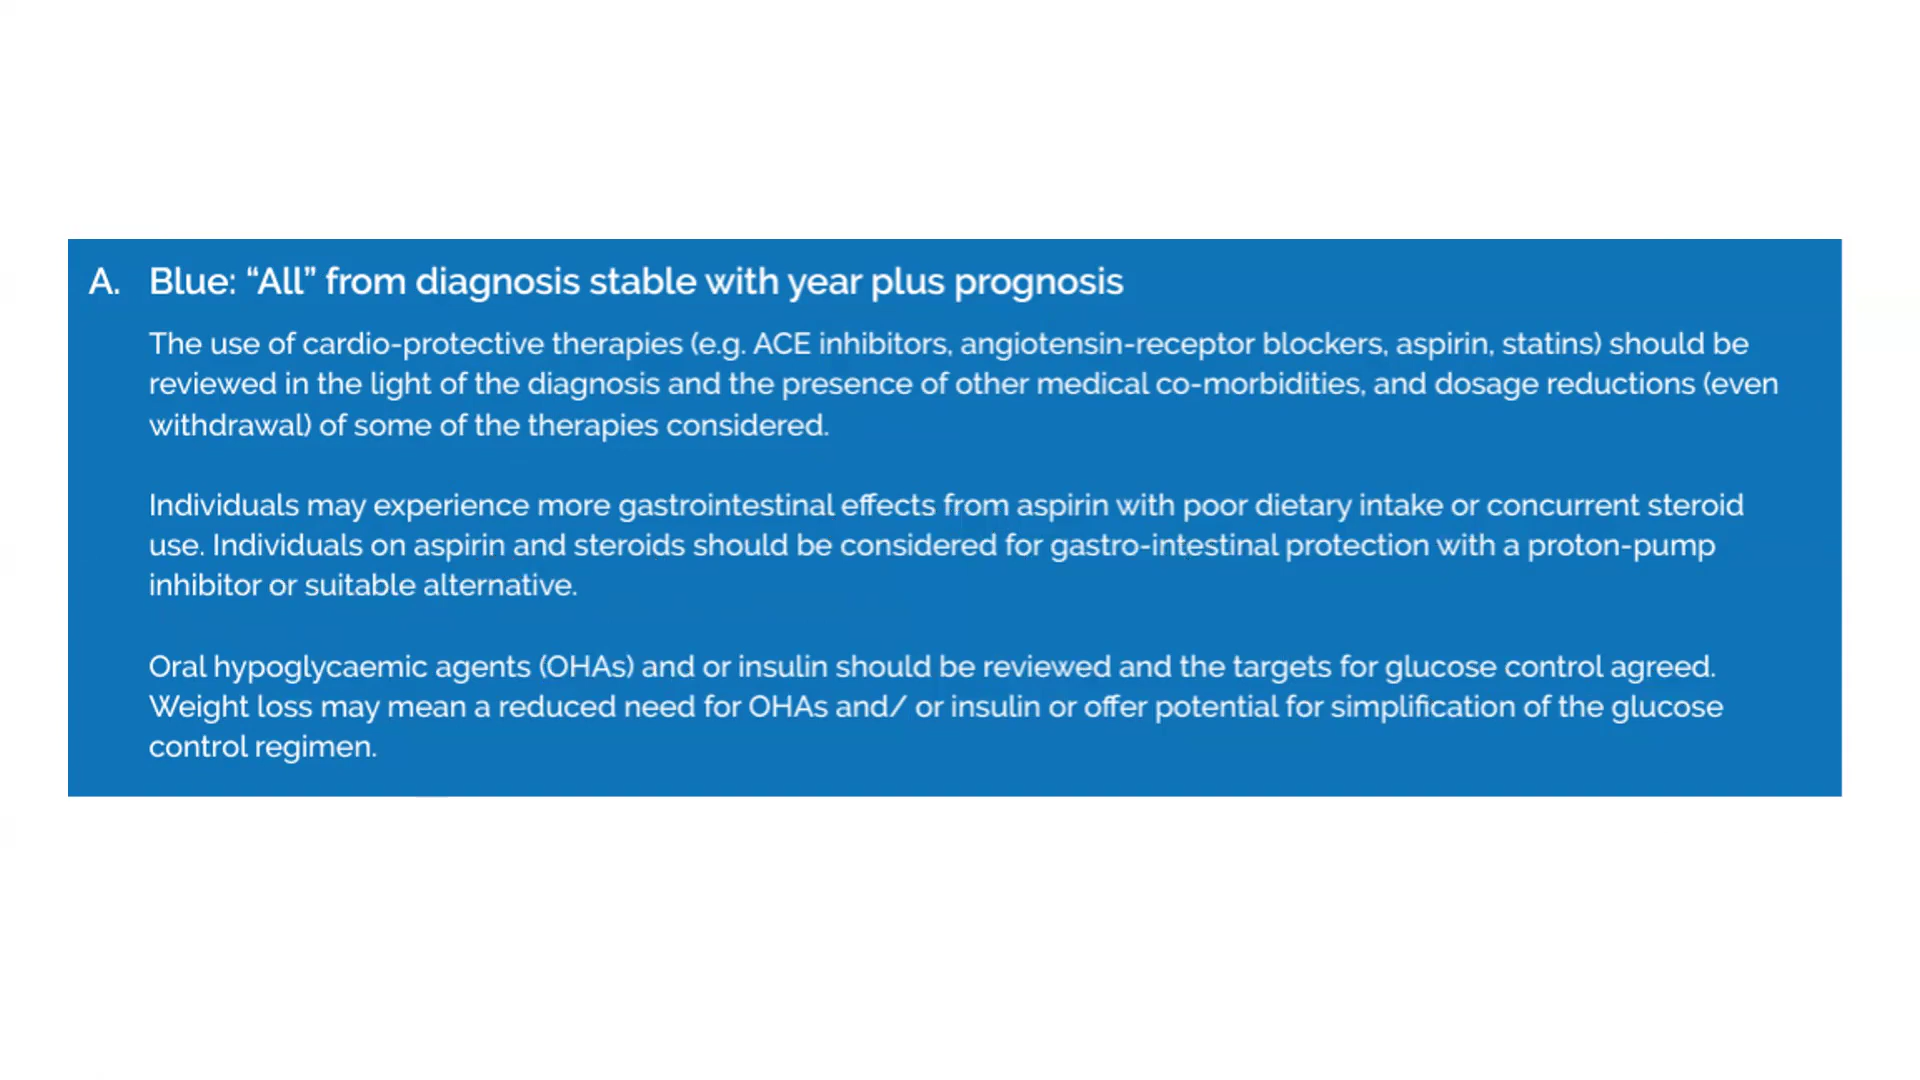 A. Blue: “All” from diagnosis stable with year plus prognosis
The use of cardio-protective therapies (e.g. ACE inhibitors, angiotensin-receptor blockers, aspirin, statins) should be
reviewed in the light of the diagnosis and the presence of other medical co-morbidities, and dosage reductions (even
withdrawal) of some of the therapies considered.
Individuals may experience more gastrointestinal effects from aspirin with poor dietary intake or concurrent steroid
use. Individuals on aspirin and steroids should be considered for gastro-intestinal protection with a proton-pump
inhibitor or suitable alternative.
Oral hypoglycaemic agents (OHAs) and or insulin should be reviewed and the targets for glucose control agreed.
Weight loss may mean a reduced need for OHAs and/ or insulin or offer potential for simplification of the glucose
control regimen.